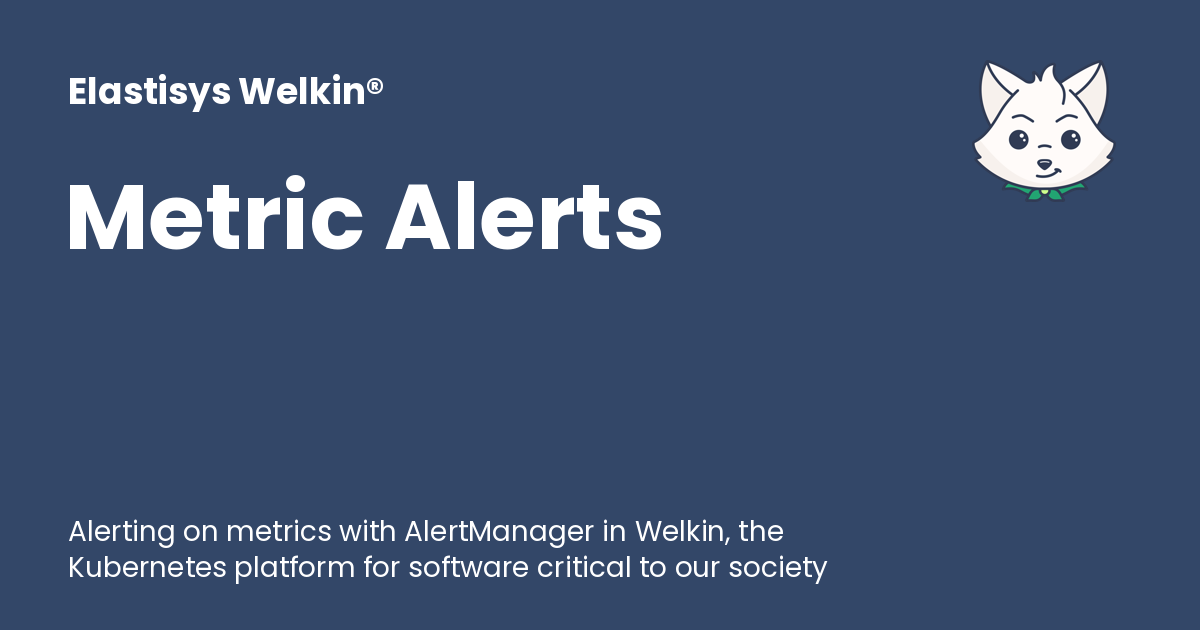 Elastisys Welkin®
Metric Alerts
Alerting on metrics with AlertManager in Welkin, the
Kubernetes platform for software critical to our society